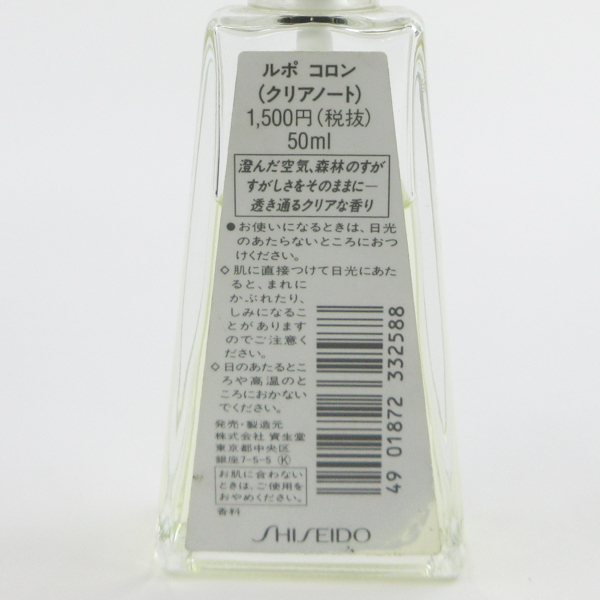 ルポ コロン
(クリアノート)
1,500円(税抜)
50ml
澄んだ空気、森林のすが
すがしさをそのままに—
透き通るクリアな香り
●お使いになるときは、日光
のあたらないところにおつ
けください。
◇肌に直接つけて日光にあた
ると、まれに
かぶれたり、
しみになるこ
とがあります
のでご注意く
ださい。
◇日のあたるとこ
ろや高温のと
ころにおかない
でください。
発売・製造元
株式会社 資生堂
東京都中央区
銀座7-5-5 Ⓚ
お肌に合わない
ときは、ご使用を
おやめください。
香料
49 01872 332588
SHISEIDO